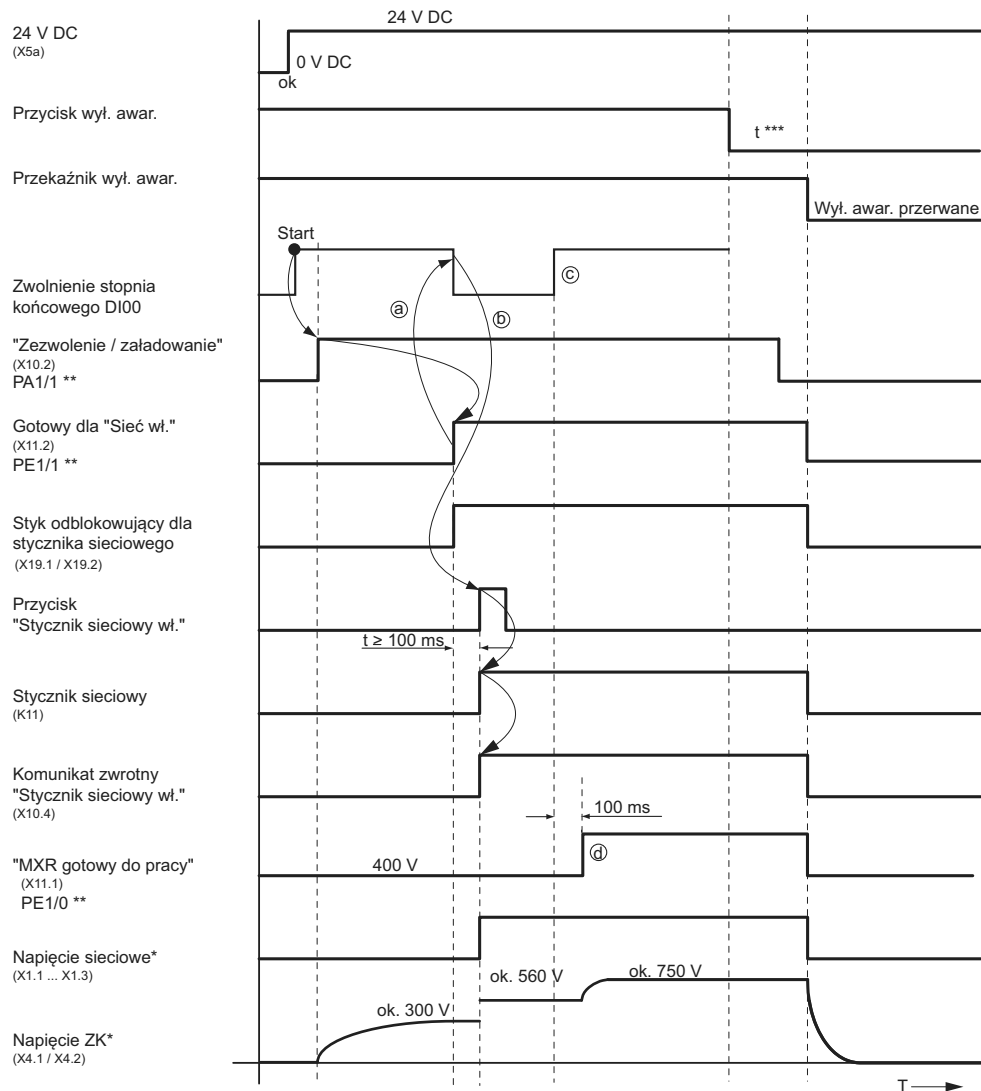 24 V DC
24 V DC
(X5a)
0 V DC
ok
Przycisk wył. awar.
t ***
Przekaźnik wył. awar.
Wył. awar. przerwane
Start
Zwolnienie stopnia
końcowego DI00
a
b
c
"Zezwolenie / załadowanie"
(X10.2)
PA1/1 **
Gotowy dla "Sieć wł."
(X11.2)
PE1/1 **
Styk odblokowujący dla
stycznika sieciowego
(X19.1 / X19.2)
Przycisk
"Stycznik sieciowy wł."
t ≥ 100 ms
Stycznik sieciowy
(K11)
Komunikat zwrotny
"Stycznik sieciowy wł."
(X10.4)
100 ms
"MXR gotowy do pracy"
400 V
d
(X11.1)
PE1/0 **
Napięcie sieciowe*
(X1.1 ... X1.3)
ok. 560 V
ok. 750 V
ok. 300 V
Napięcie ZK*
(X4.1 / X4.2)
T